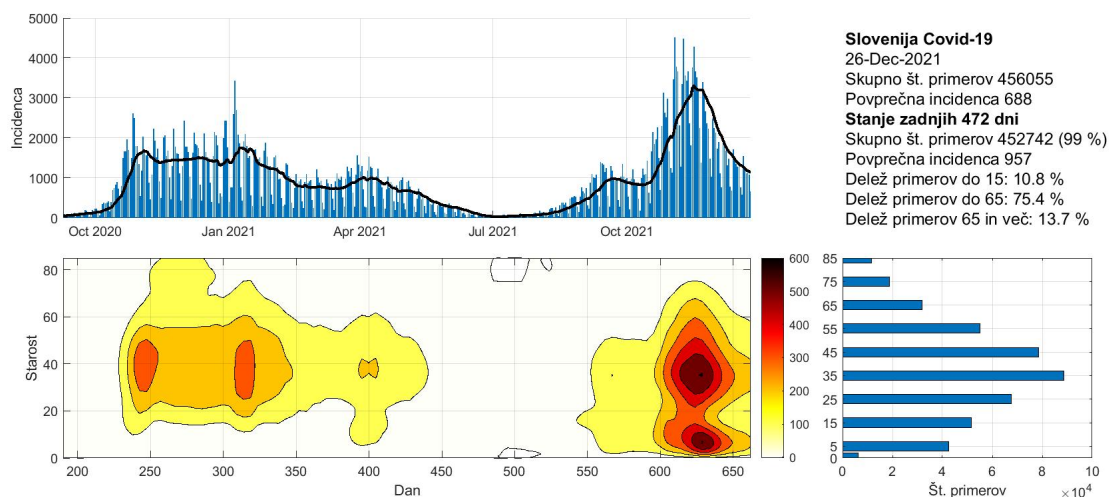 5000
4000
3000
2000
1000
0
Incidenca
Oct 2020
Jan 2021
Apr 2021
Jul 2021
Oct 2021
Slovenija Covid-19
26-Dec-2021
Skupno št. primerov 456055
Povprečna incidenca 688
Stanje zadnjih 472 dni
Skupno št. primerov 452742 (99 %)
Povprečna incidenca 957
Delež primerov do 15: 10.8 %
Delež primerov do 65: 75.4 %
Delež primerov 65 in več: 13.7 %
80
60
40
20
0
Starost
200
250
300
350
400
450
500
550
600
650
Dan
600
500
400
300
200
100
0
85
75
65
55
45
35
25
15
5
0
0
2
4
6
8
10
Št. primerov
×10⁴